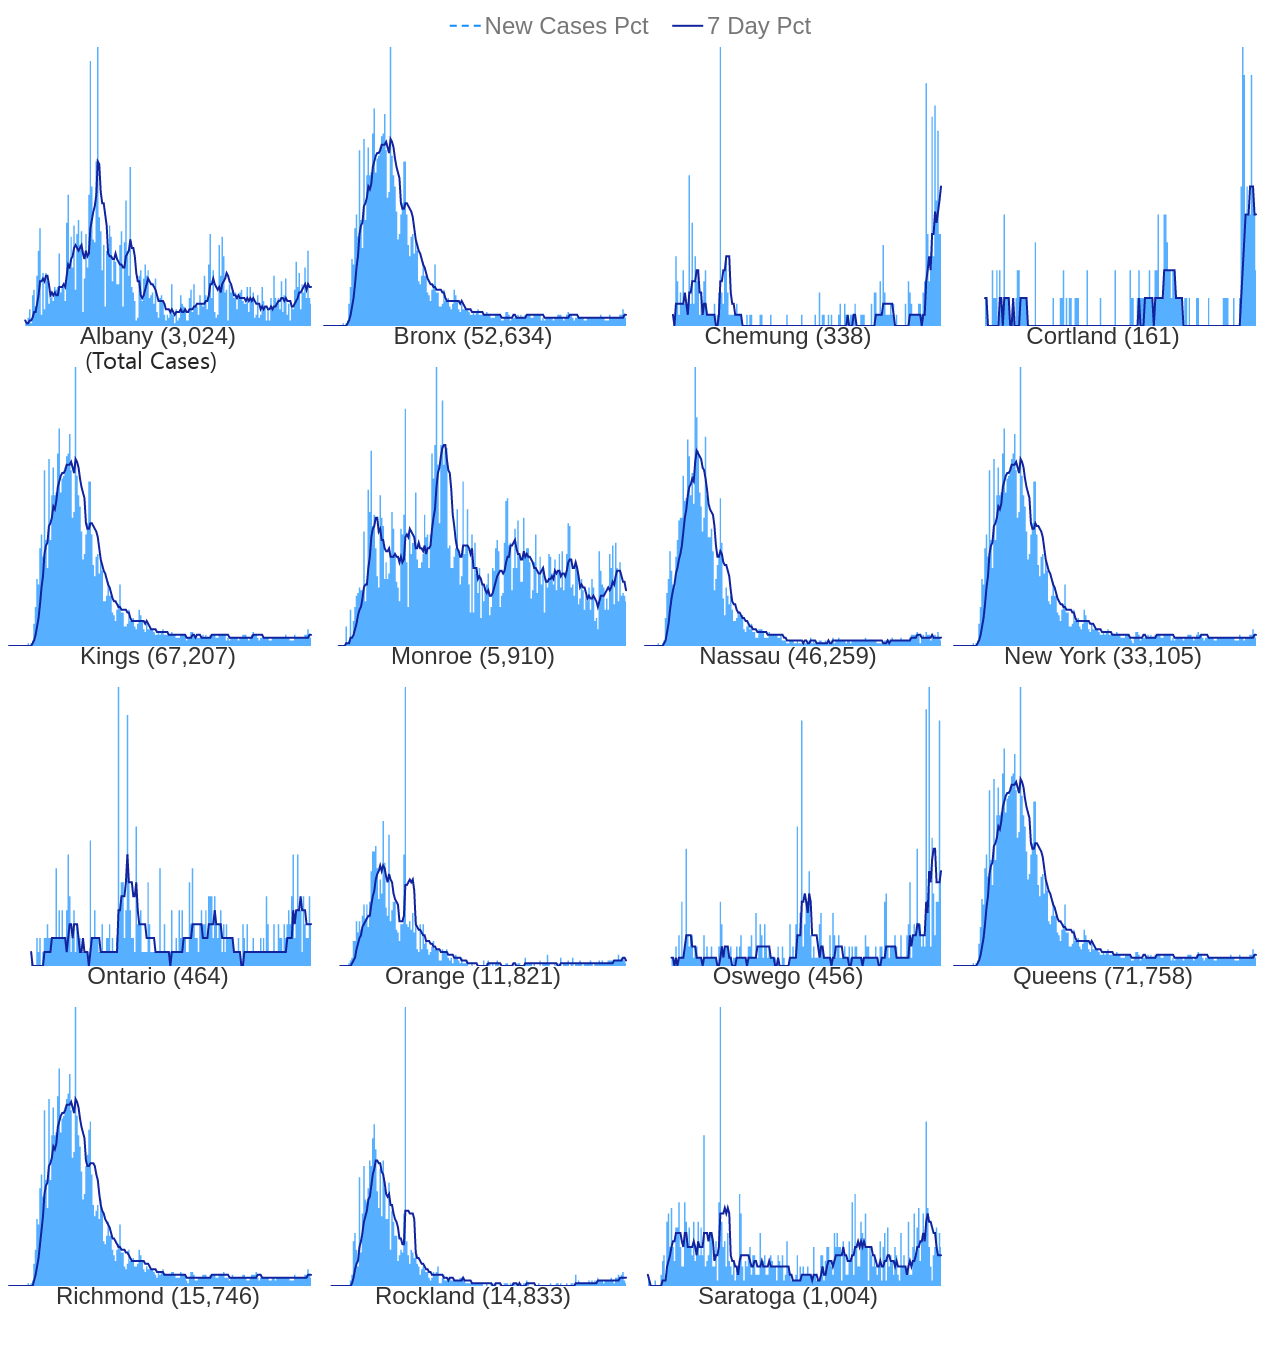 New Cases Pct 7 Day Pct
Albany (3,024) Bronx (52,634) Chemung (338) Cortland (161)
(Total Cases)
Kings (67,207) Monroe (5,910) Nassau (46,259) New York (33,105)
Ontario (464) Orange (11,821) Oswego (456) Queens (71,758)
Richmond (15,746) Rockland (14,833) Saratoga (1,004)